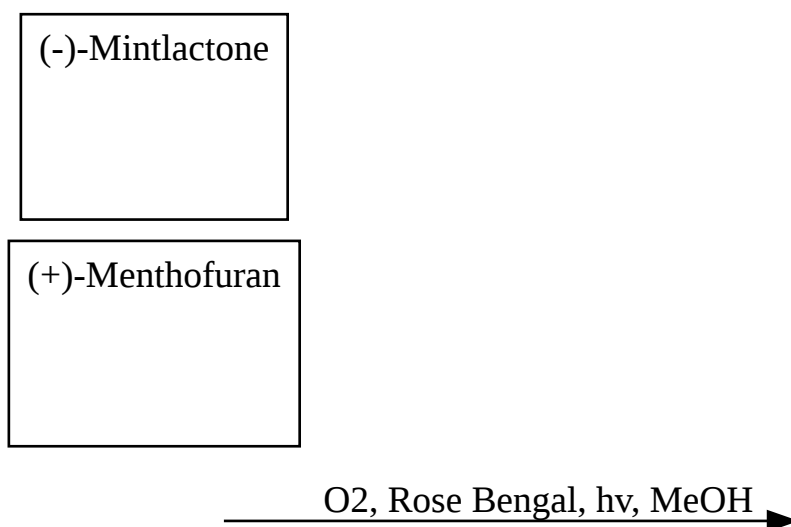 (-)-Mintlactone
(+)-Menthofuran
O2, Rose Bengal, hv, MeOH